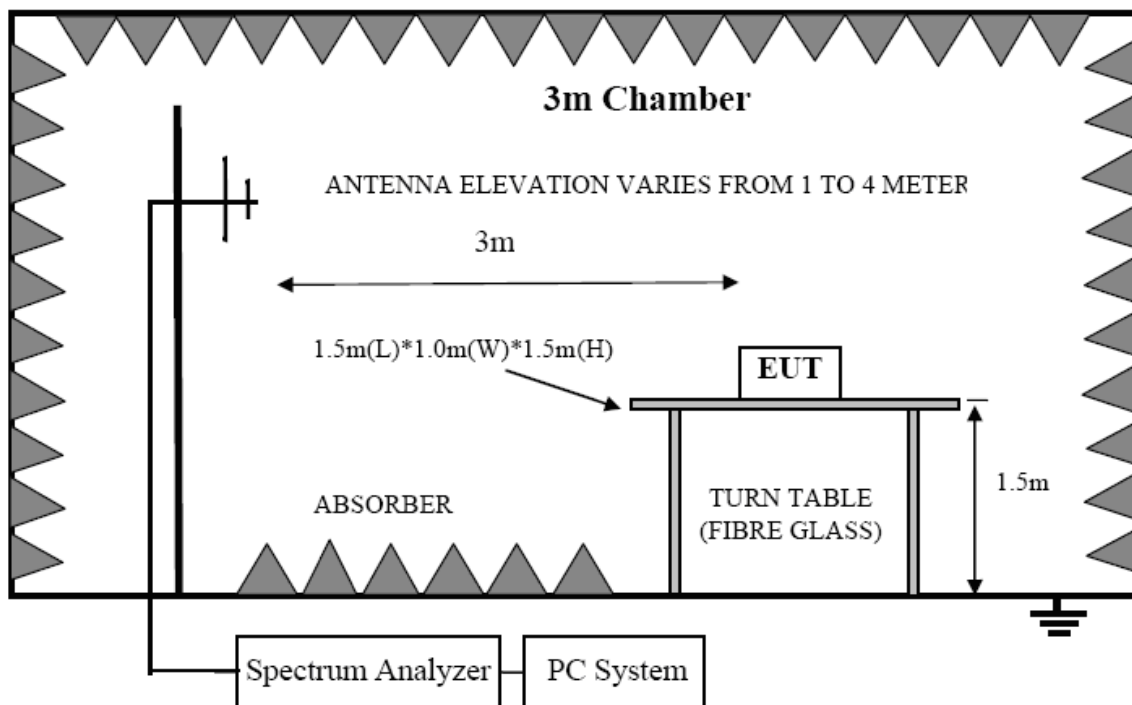 3m Chamber
ANTENNA ELEVATION VARIES FROM 1 TO 4 METER
3m
1.5m(L)*1.0m(W)*1.5m(H)
EUT
1.5m
ABSORBER
TURN TABLE
(FIBRE GLASS)
Spectrum Analyzer
PC System